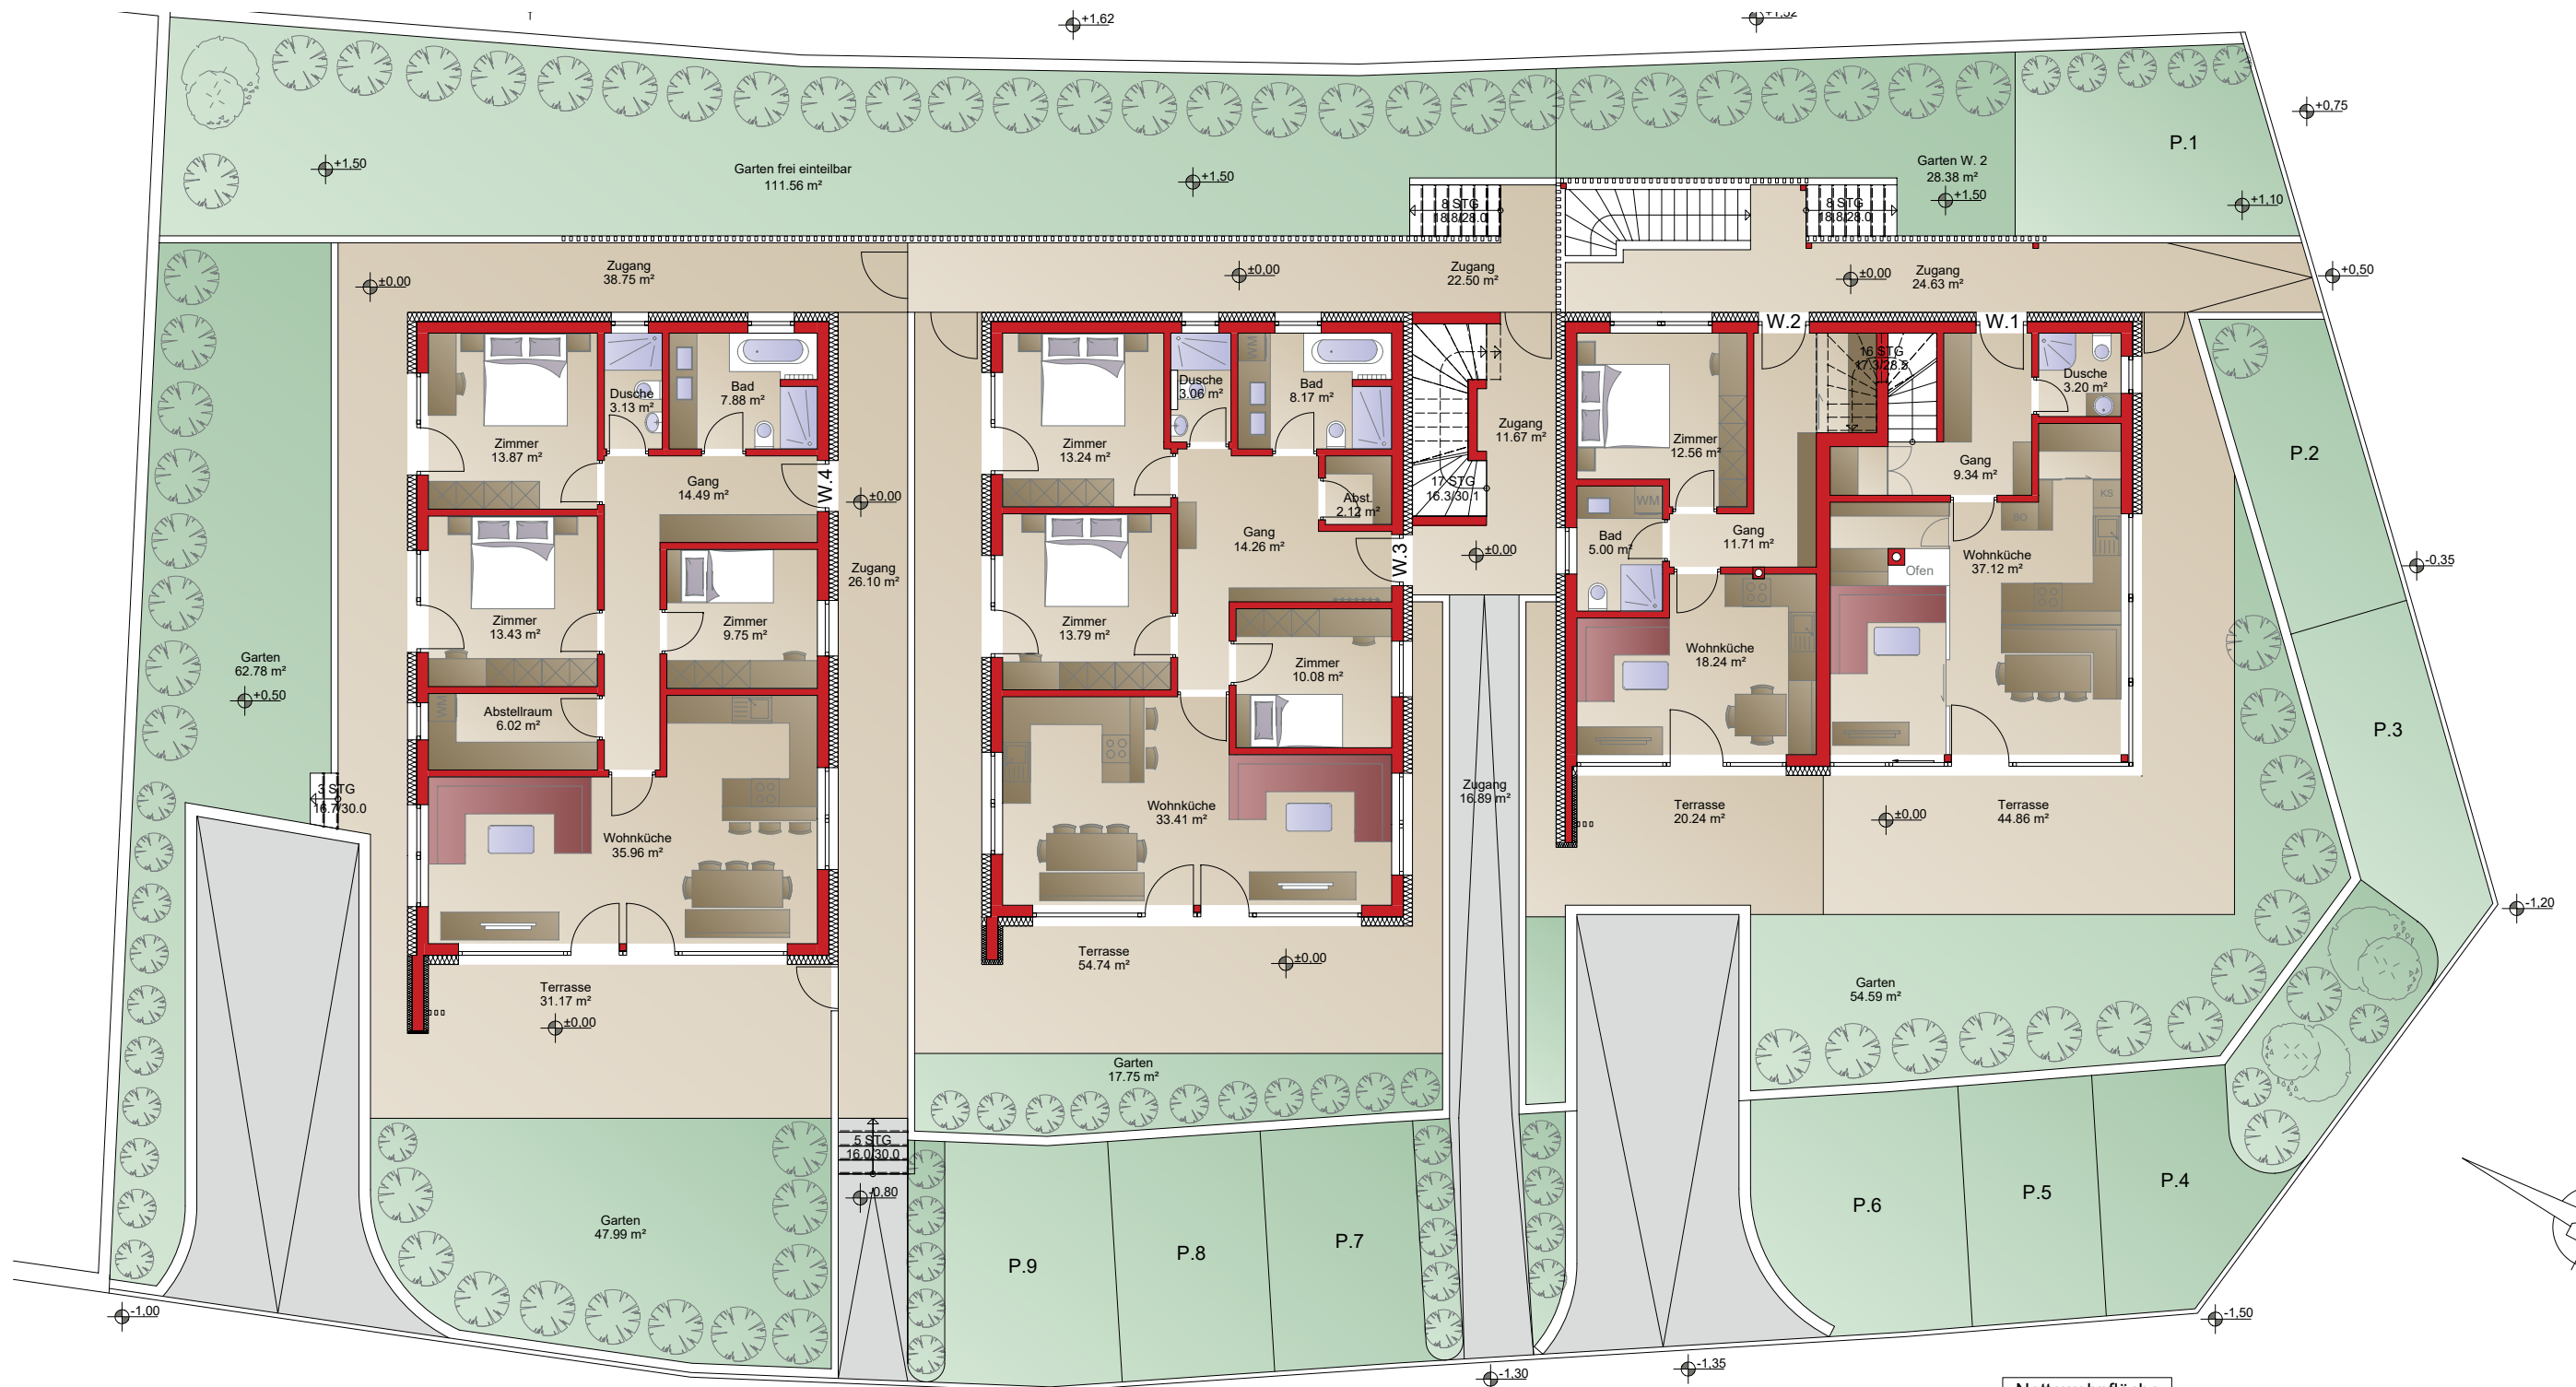 +1,62
+0,75
P.1
Garten frei einteilbar
111.56 m²
+1,50
+1,50
Garten W. 2
28.38 m²
+1,50
+1,10
8 STG
18.8/28.0
8 STG
18.8/28.0
Zugang
38.75 m²
±0,00
±0,00
Zugang
22.50 m²
±0,00
Zugang
24.63 m²
+0,50
W.2
W.1
Zimmer
13.87 m²
Dusche
3.13 m²
Bad
7.88 m²
Gang
14.49 m²
W.4
±0,00
Zimmer
13.43 m²
Zimmer
9.75 m²
Zugang
26.10 m²
WM
Abstellraum
6.02 m²
Wohnküche
35.96 m²
Garten
62.78 m²
+0,50
3 STG
16.7/30.0
Terrasse
31.17 m²
±0,00
Zimmer
13.24 m²
Dusche
3.06 m²
WM
Bad
8.17 m²
Abst.
2.12 m²
Gang
14.26 m²
W.3
17 STG
16.3/30.1
Zugang
11.67 m²
±0,00
Zimmer
13.79 m²
Zimmer
10.08 m²
Wohnküche
33.41 m²
Terrasse
54.74 m²
±0,00
Zugang
16.89 m²
Zimmer
12.56 m²
WM
Bad
5.00 m²
Gang
11.71 m²
Wohnküche
18.24 m²
16 STG
Gang
9.34 m²
Dusche
3.20 m²
KS
BO
Ofen
Wohnküche
37.12 m²
Terrasse
20.24 m²
±0,00
Terrasse
44.86 m²
P.2
-0,35
P.3
-1,20
Garten
54.59 m²
Garten
17.75 m²
5 STG
16.0/30.0
-0,80
Garten
47.99 m²
P.9
P.8
P.7
P.6
P.5
P.4
-1,00
-1,30
-1,35
-1,50